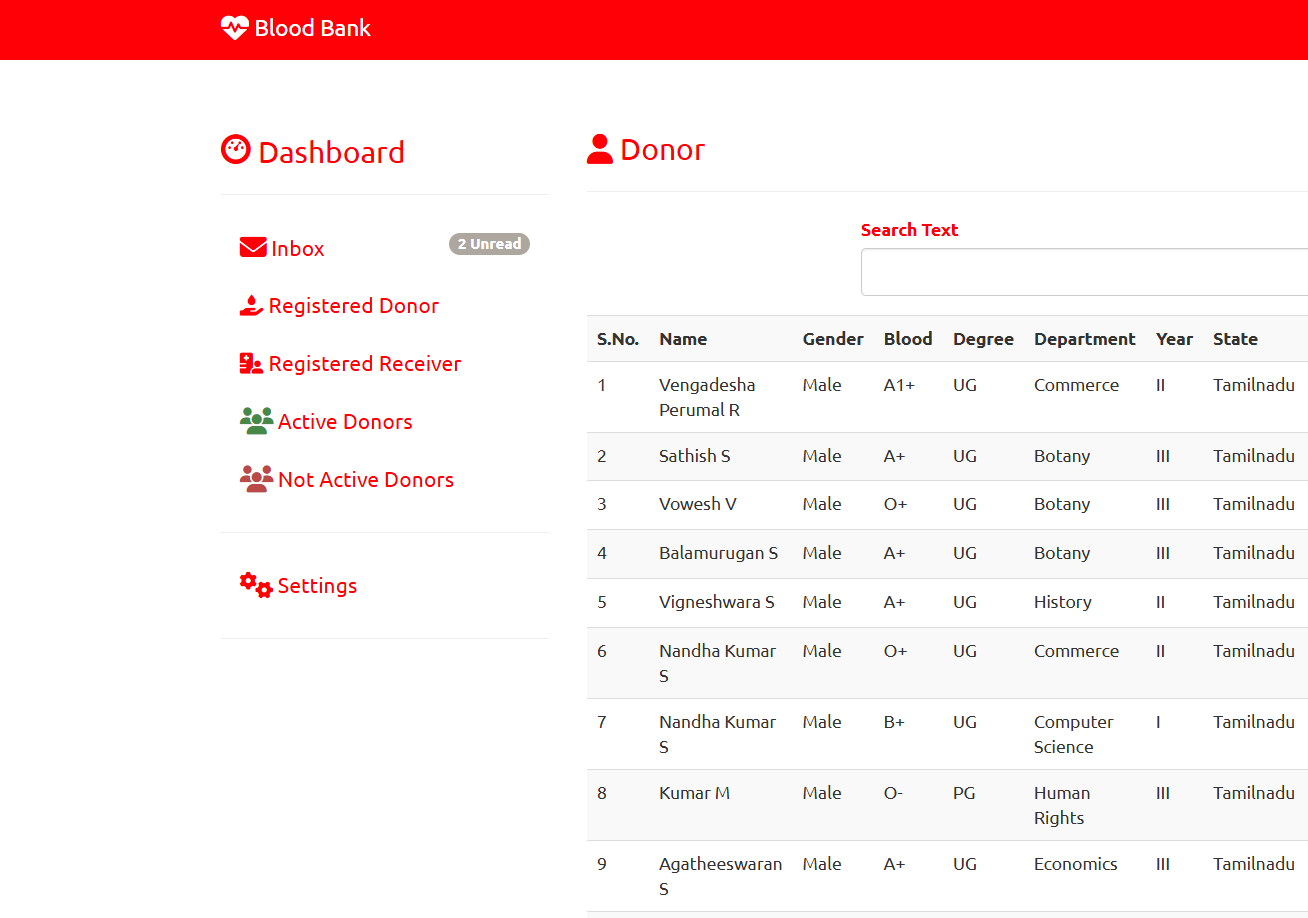 Blood Bank
Dashboard
Inbox 2 Unread
Registered Donor
Registered Receiver
Active Donors
Not Active Donors
Settings
Donor
Search Text
S.No. Name Gender Blood Degree Department Year State
1 Vengadesha Male A1+ UG Commerce II Tamilnadu
Perumal R
2 Sathish S Male A+ UG Botany III Tamilnadu
3 Vowesh V Male O+ UG Botany III Tamilnadu
4 Balamurugan S Male A+ UG Botany III Tamilnadu
5 Vigneshwara S Male A+ UG History II Tamilnadu
6 Nandha Kumar Male O+ UG Commerce II Tamilnadu
S
7 Nandha Kumar Male B+ UG Computer I Tamilnadu
S Science
8 Kumar M Male O- PG Human III Tamilnadu
Rights
9 Agatheeswaran Male A+ UG Economics III Tamilnadu
S